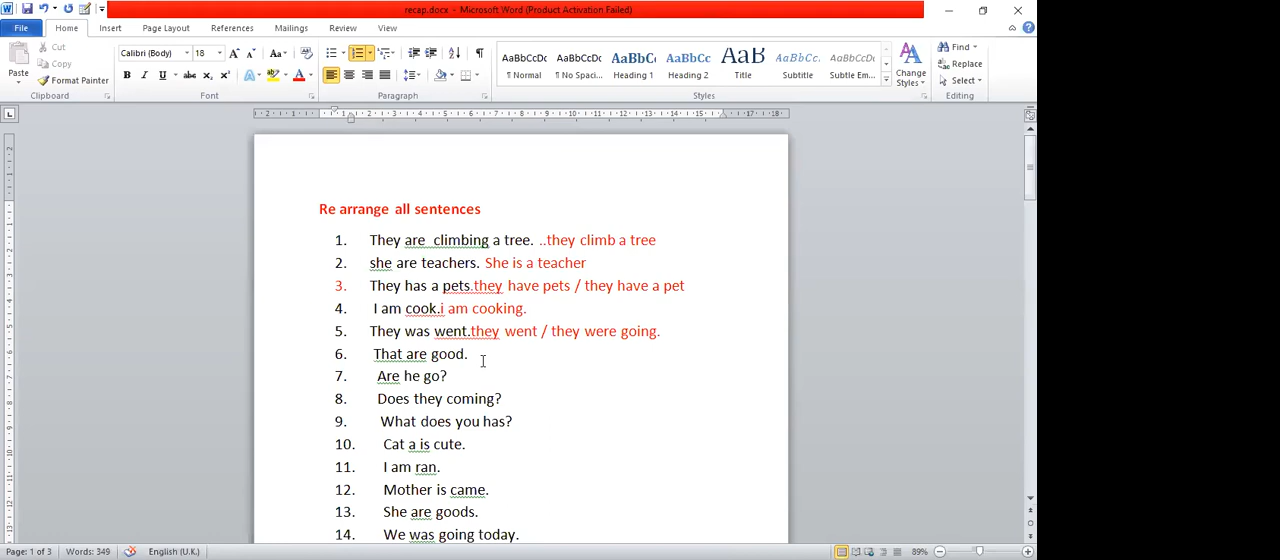 recap.docx – Microsoft Word (Product Activation Failed)
File Home Insert Page Layout References Mailings Review View
Cut
Copy
Paste
Format Painter
Calibri (Body) 18
AaBbCcDc AaBbCcDc AaBbCc AaBbCc AaB AaBbCc. AaBbCcDc
¶ Normal ¶ No Spaci... Heading 1 Heading 2 Title Subtitle Subtle Em...
Change Styles
Find
Replace
Select
Clipboard Font Paragraph Styles Editing
Re arrange all sentences
1. They are climbing a tree. ..they climb a tree
2. she are teachers. She is a teacher
3. They has a pets.they have pets / they have a pet
4. I am cook.i am cooking.
5. They was went.they went / they were going.
6. That are good.
7. Are he go?
8. Does they coming?
9. What does you has?
10. Cat a is cute.
11. I am ran.
12. Mother is came.
13. She are goods.
14. We was going today.
Page: 1 of 3 Words: 349 English (U.K.) 89%